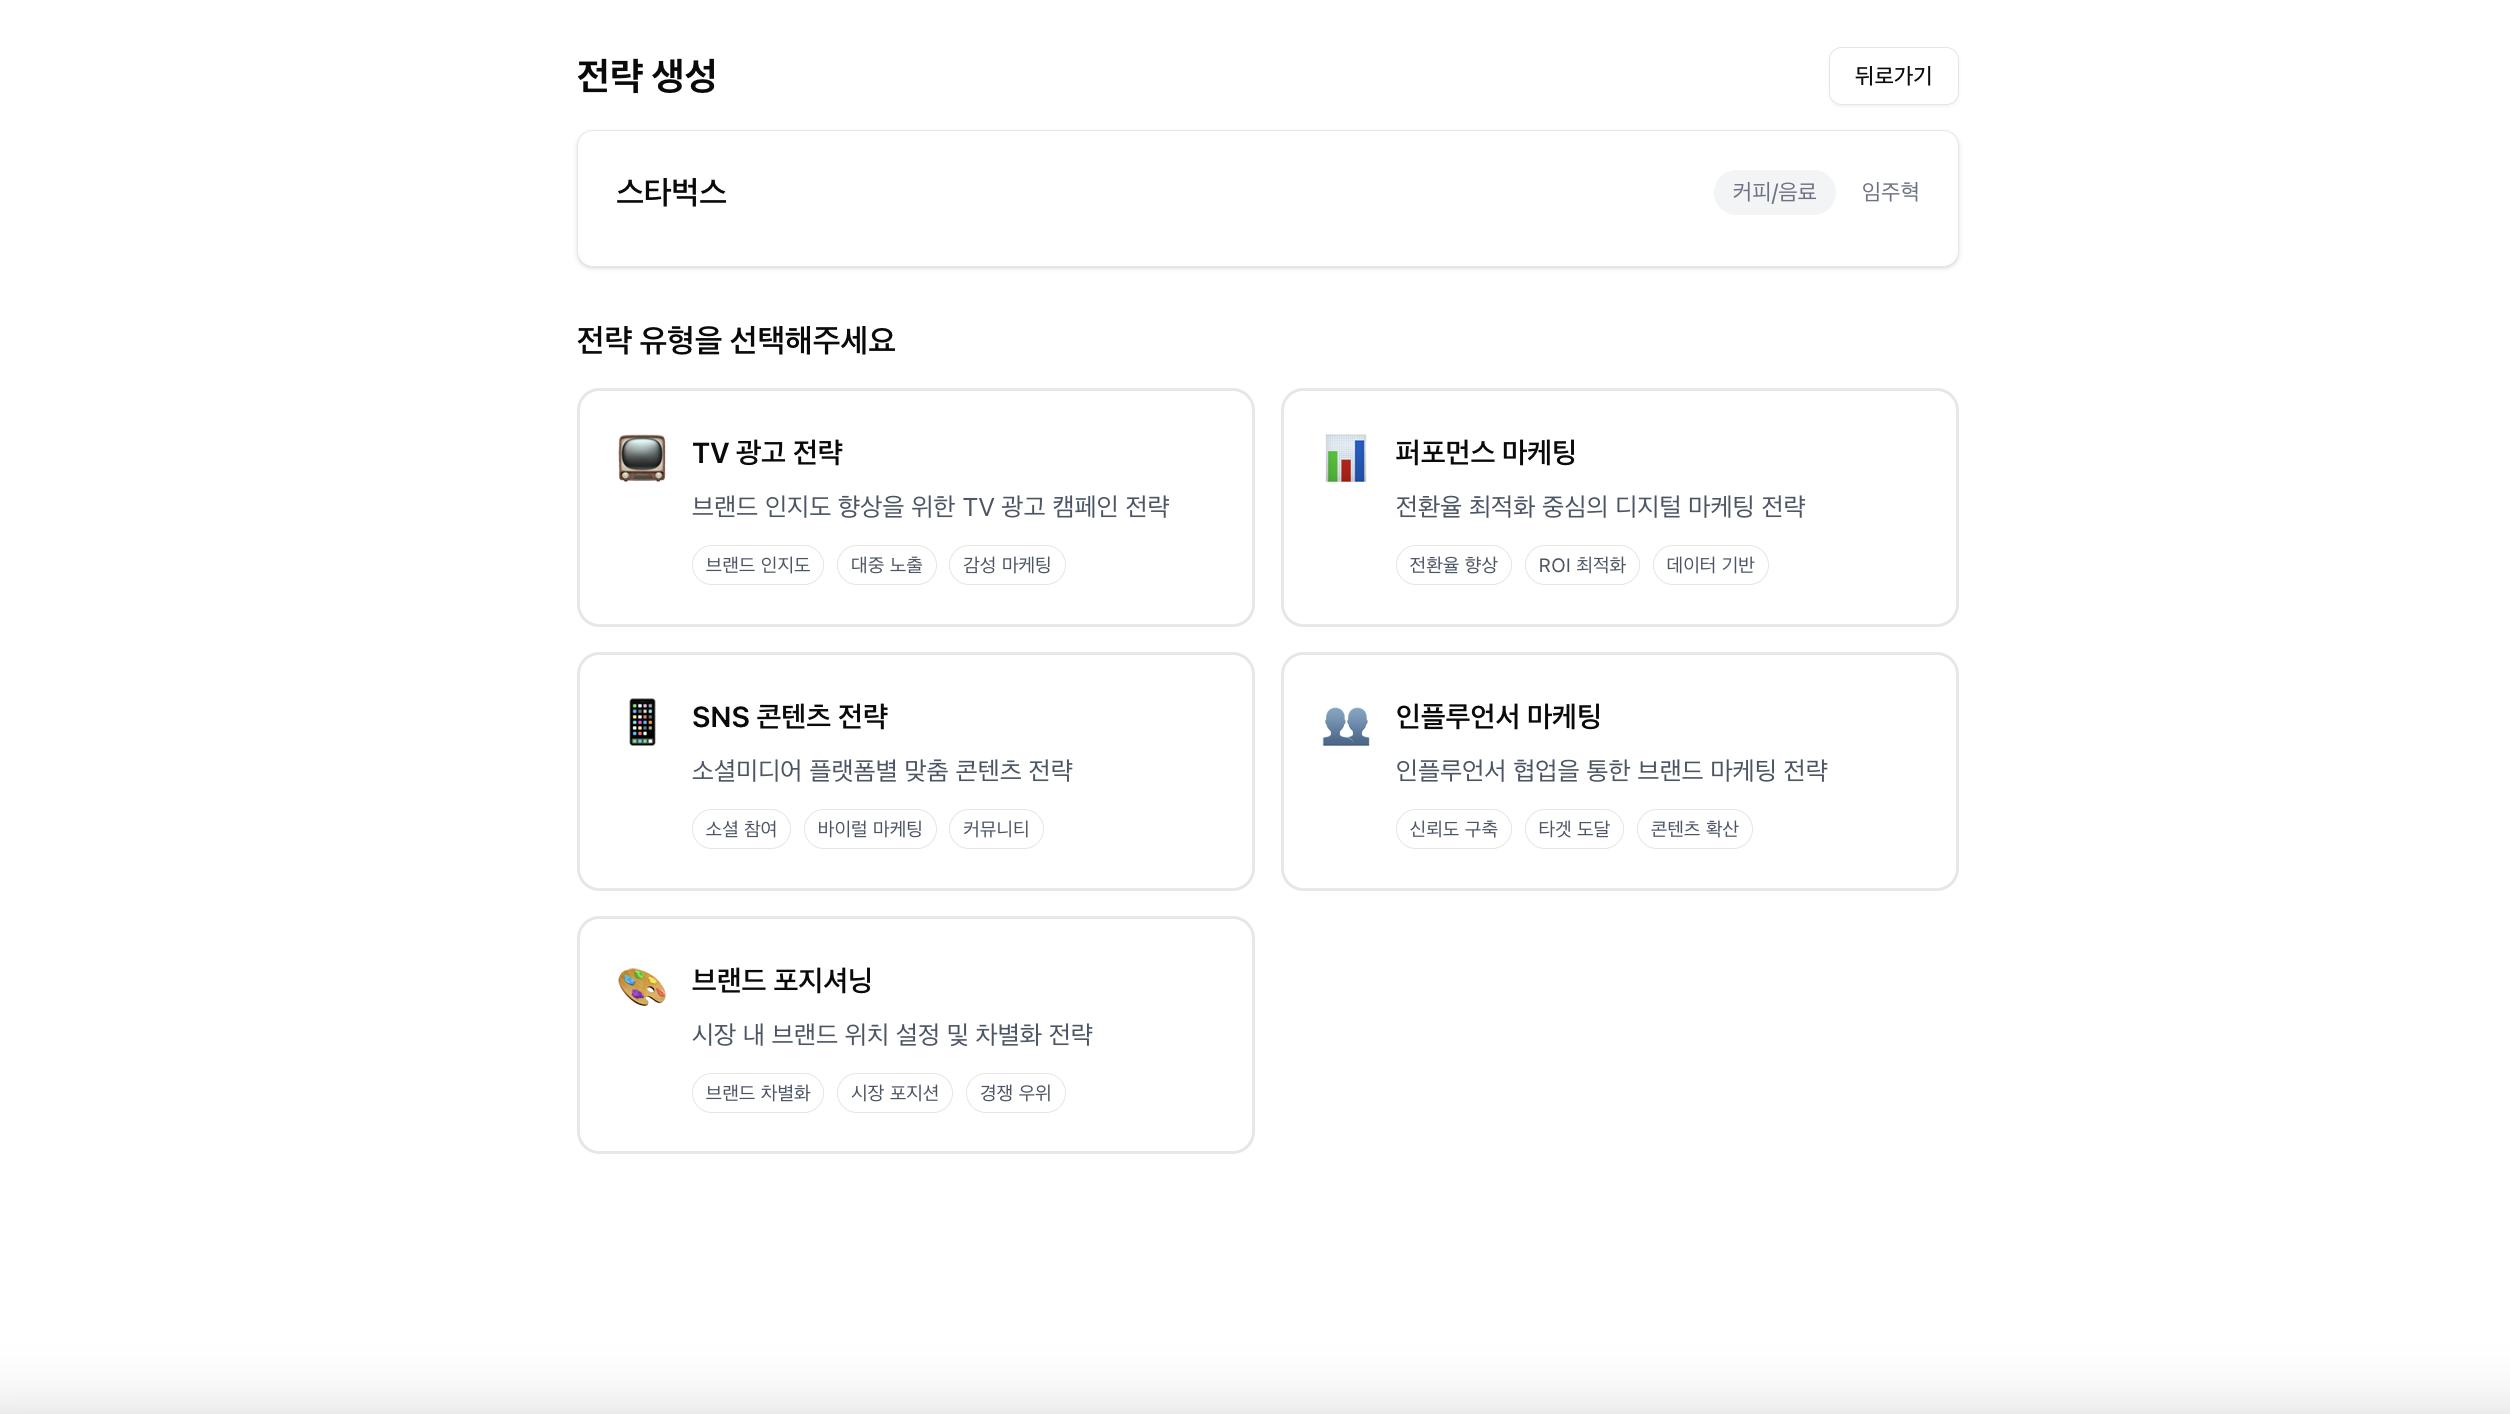 전략 생성
뒤로가기
스타벅스
커피/음료
임주혁
전략 유형을 선택해주세요
TV 광고 전략
브랜드 인지도 향상을 위한 TV 광고 캠페인 전략
브랜드 인지도 대중 노출 감성 마케팅
퍼포먼스 마케팅
전환율 최적화 중심의 디지털 마케팅 전략
전환율 향상 ROI 최적화 데이터 기반
SNS 콘텐츠 전략
소셜미디어 플랫폼별 맞춤 콘텐츠 전략
소셜 참여 바이럴 마케팅 커뮤니티
인플루언서 마케팅
인플루언서 협업을 통한 브랜드 마케팅 전략
신뢰도 구축 타겟 도달 콘텐츠 확산
브랜드 포지셔닝
시장 내 브랜드 위치 설정 및 차별화 전략
브랜드 차별화 시장 포지션 경쟁 우위